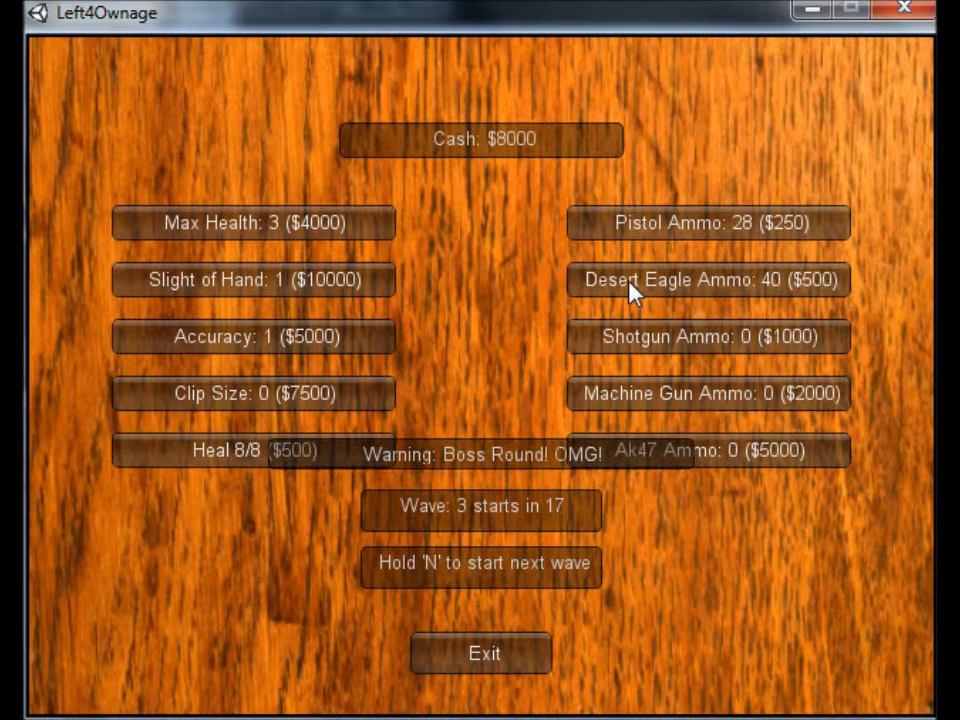 Left4Ownage
Cash: $8000
Max Health: 3 ($4000)
Pistol Ammo: 28 ($250)
Slight of Hand: 1 ($10000)
Desert Eagle Ammo: 40 ($500)
Accuracy: 1 ($5000)
Shotgun Ammo: 0 ($1000)
Clip Size: 0 ($7500)
Machine Gun Ammo: 0 ($2000)
Heal 8/8 ($500)
Warning: Boss Round! OMG!
Ak47 Ammo: 0 ($5000)
Wave: 3 starts in 17
Hold 'N' to start next wave
Exit